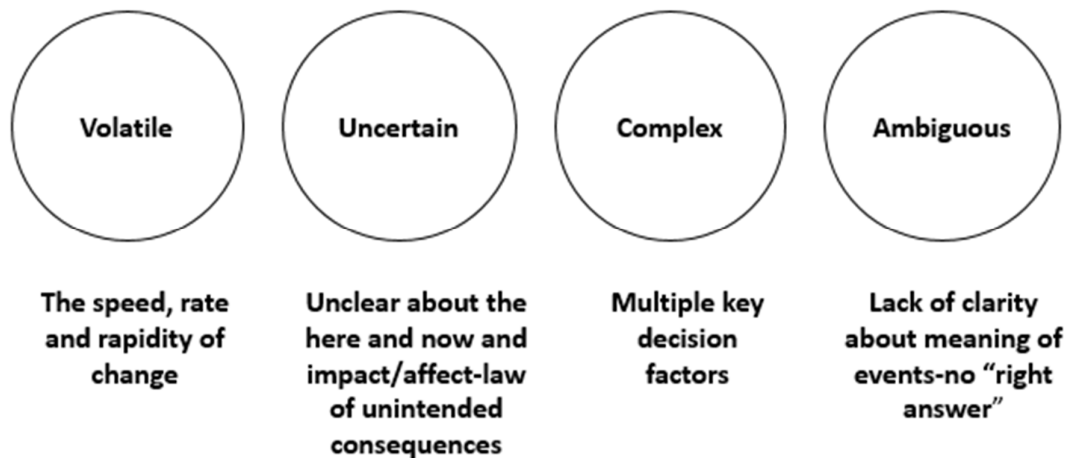 Volatile
Uncertain
Complex
Ambiguous
The speed, rate
and rapidity of
change
Unclear about the
here and now and
impact/affect-law
of unintended
consequences
Multiple key
decision
factors
Lack of clarity
about meaning of
events-no “right
answer”